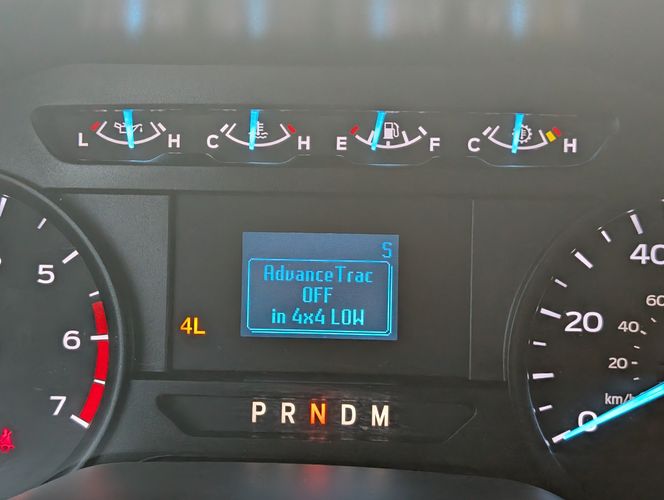 L H C H E F C H
S
AdvanceTrac
OFF
in 4x4 LOW
4L
P R N D M
5
6
7
40
20
0
60
40
20
km/h